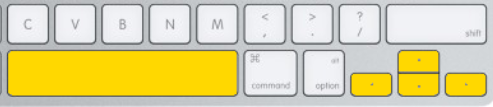 C V B N M < > ? shift
, . /
⌘ alt
command option